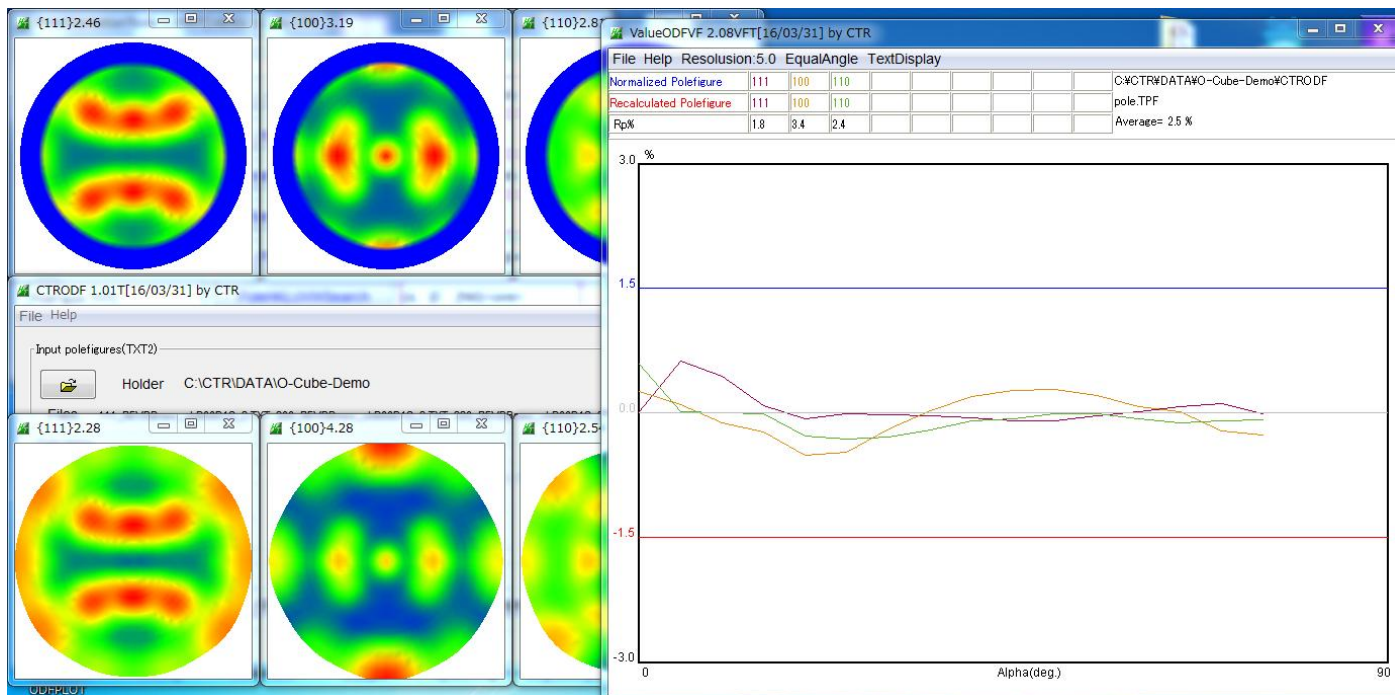 {111}2.46
{100}3.19
{110}2.8
ValueODFVF 2.08VFT[16/03/31] by CTR
File Help Resolusion:5.0 EqualAngle TextDisplay
Normalized Polefigure 111 100 110
C:¥CTR¥DATA¥O-Cube-Demo¥CTRODF
Recalculated Polefigure 111 100 110
pole.TPF
Rp% 1.8 3.4 2.4
Average= 2.5 %
3.0 %
1.5
0.0
-1.5
-3.0
0 Alpha(deg.) 90
CTRODF 1.01T[16/03/31] by CTR
File Help
Input polefigures(TXT2)
Holder C:\CTR\DATA\O-Cube-Demo
{111}2.28
{100}4.28
{110}2.5
ODFPLOT